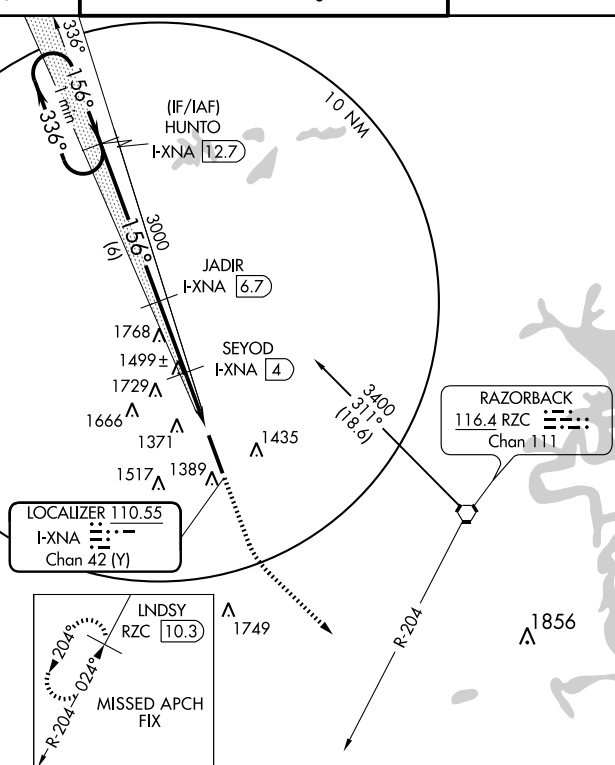 336°
156°
1 min
336°
(IF/IAF)
HUNTO
I-XNA 12.7
10 NM
3000
156°
(6)
JADIR
I-XNA 6.7
1768
SEYOD
I-XNA 4
1499±
1729
1666
1371
1435
1517
1389
3400
311°
(18.6)
RAZORBACK
116.4 RZC
Chan 111
LOCALIZER 110.55
I-XNA
Chan 42 (Y)
R-204
1856
1749
LNDSY
RZC 10.3
204°
024°
R-204
MISSED APCH
FIX